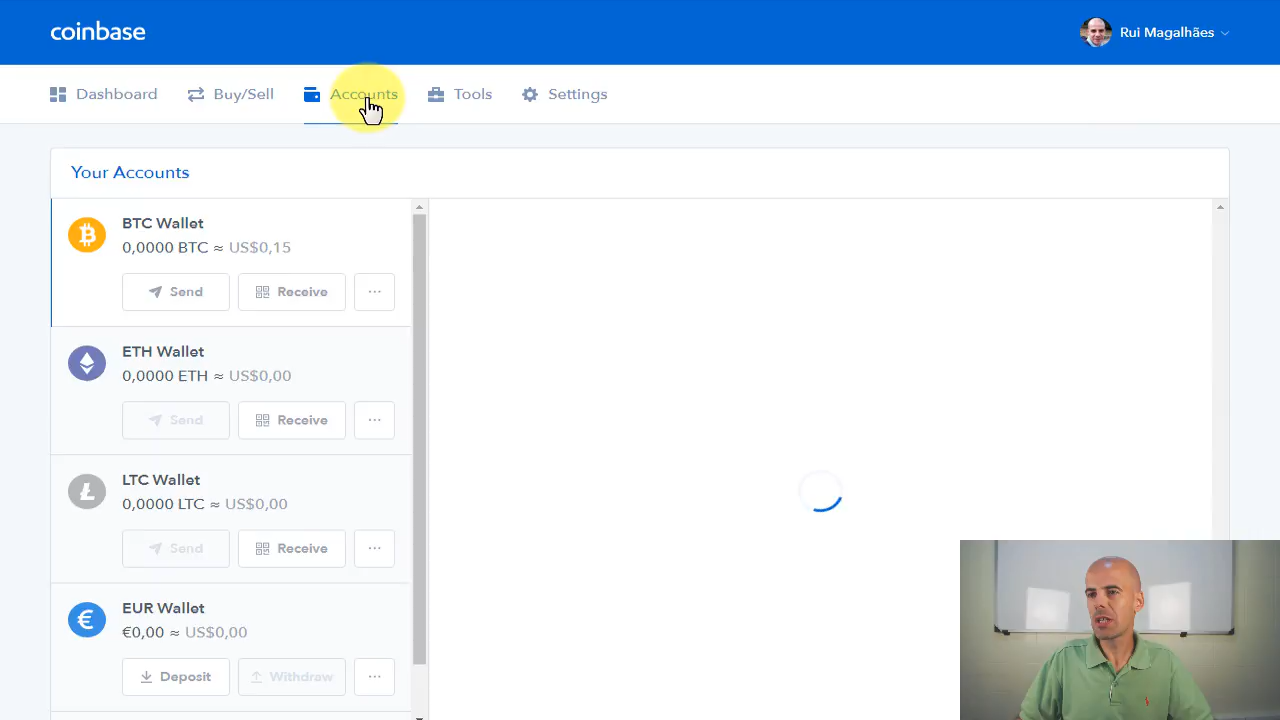 coinbase
Rui Magalhães
Dashboard
Buy/Sell
Accounts
Tools
Settings
Your Accounts
BTC Wallet
0,0000 BTC ≈ US$0,15
Send
Receive
...
ETH Wallet
0,0000 ETH ≈ US$0,00
Send
Receive
...
LTC Wallet
0,0000 LTC ≈ US$0,00
Send
Receive
...
EUR Wallet
€0,00 ≈ US$0,00
Deposit
Withdraw
...